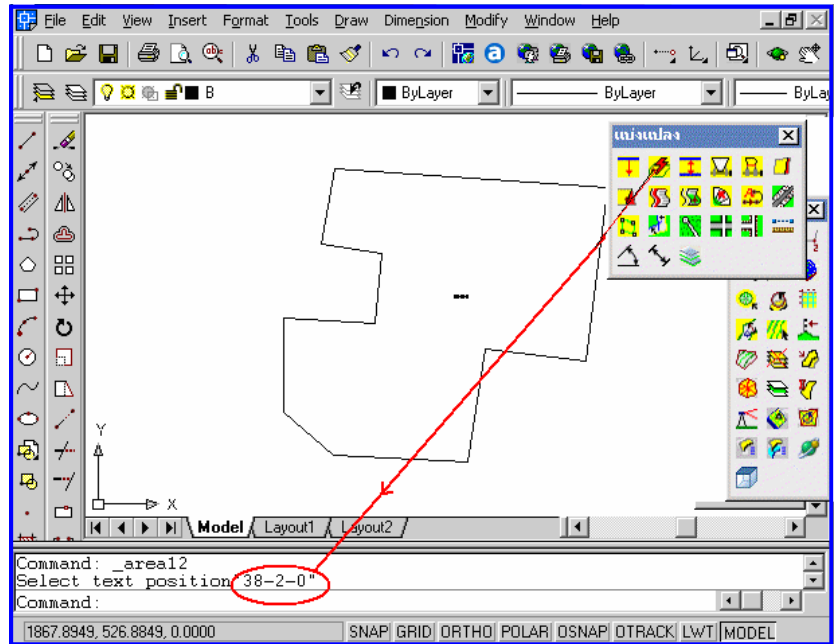 File Edit View Insert Format Tools Draw Dimension Modify Window Help
B ByLayer ByLayer ByLay
แบ่งแปลง
Y
X
Model Layout1 Layout2
Command: _area12
Select text position"38-2-0"
Command:
1867.8949, 526.8849, 0.0000 SNAP GRID ORTHO POLAR OSNAP OTRACK LWT MODEL